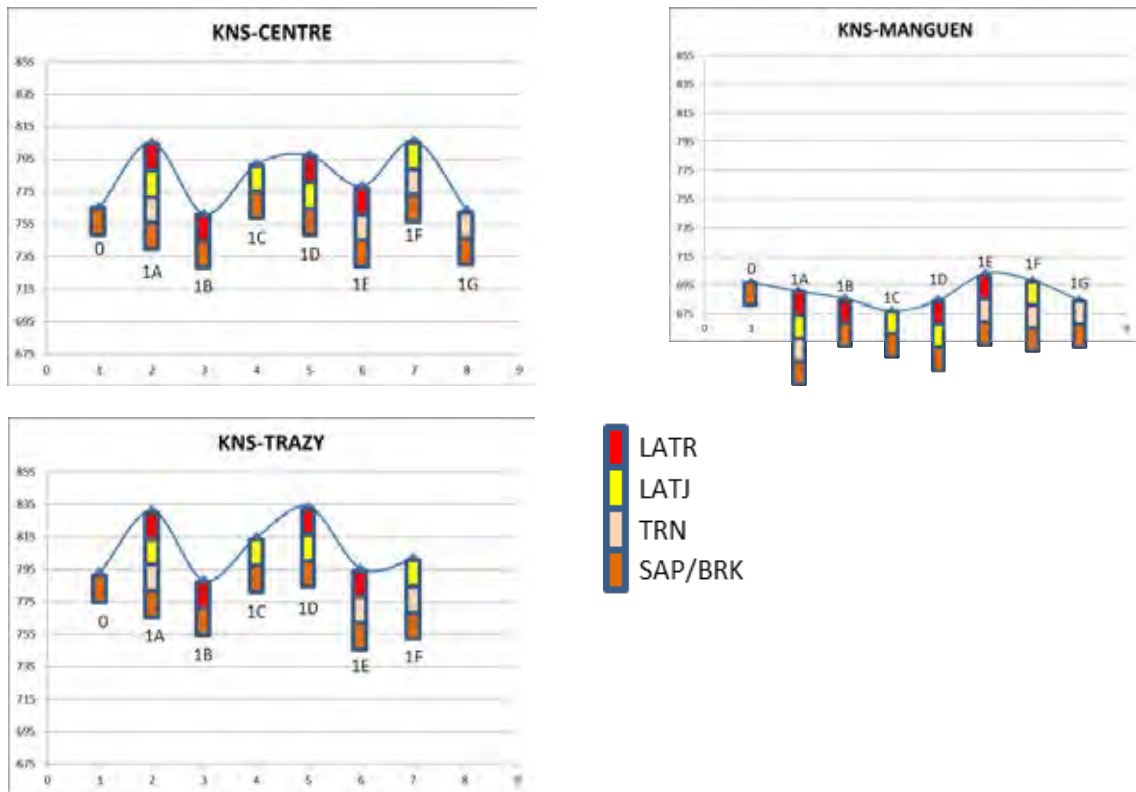 KNS-CENTRE
855
835
815
795
775
755
735
715
695
675
0 1 2 3 4 5 6 7 8 9
0
1A
1B
1C
1D
1E
1F
1G
KNS-MANGUEN
855
835
815
795
775
755
735
715
695
675
0
1
0
1A
1B
1C
1D
1E
1F
1G
KNS-TRAZY
855
835
815
795
775
755
735
715
695
675
0 1 2 3 4 5 6 7 8 9
0
1A
1B
1C
1D
1E
1F
LATR
LATJ
TRN
SAP/BRK